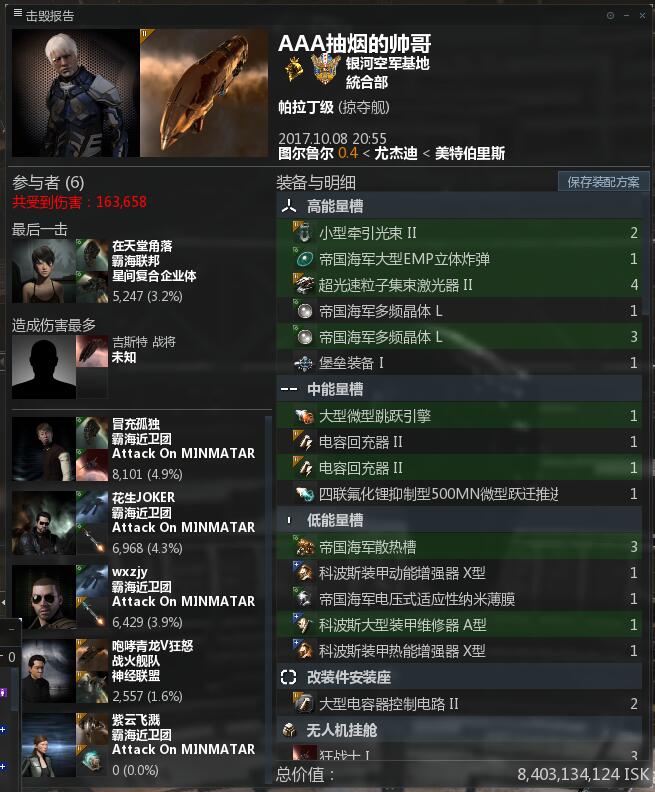 击毁报告
AAA抽烟的帅哥
银河空军基地
統合部
帕拉丁级 (掠夺舰)
2017.10.08 20:55
图尔鲁尔 0.4 < 尤杰迪 < 美特伯里斯
参与者 (6)
共受到伤害：163,658
最后一击
在天堂角落
霸海联邦
星间复合企业体
5,247 (3.2%)
造成伤害最多
吉斯特 战将
未知
冒充孤独
霸海近卫团
Attack On MINMATAR
8,101 (4.9%)
花生JOKER
霸海近卫团
Attack On MINMATAR
6,968 (4.3%)
wxzjy
霸海近卫团
Attack On MINMATAR
6,429 (3.9%)
咆哮青龙V狂怒
战火舰队
神经联盟
2,557 (1.6%)
紫云飞溅
霸海近卫团
Attack On MINMATAR
0 (0.0%)
装备与明细
保存装配方案
高能量槽
小型牵引光束 II 2
帝国海军大型EMP立体炸弹 1
超光速粒子集束激光器 II 4
帝国海军多频晶体 L 1
帝国海军多频晶体 L 3
堡垒装备 I 1
中能量槽
大型微型跳跃引擎 1
电容回充器 II 1
电容回充器 II 1
四联氟化锂抑制型500MN微型跃迁推进 1
低能量槽
帝国海军散热槽 3
科波斯装甲动能增强器 X型 1
帝国海军电压式适应性纳米薄膜 1
科波斯大型装甲维修器 A型 1
科波斯装甲热能增强器 X型 1
改装件安装座
大型电容器控制电路 II 2
无人机挂舱
狂战士 I 3
总价值： 8,403,134,124 ISK
0